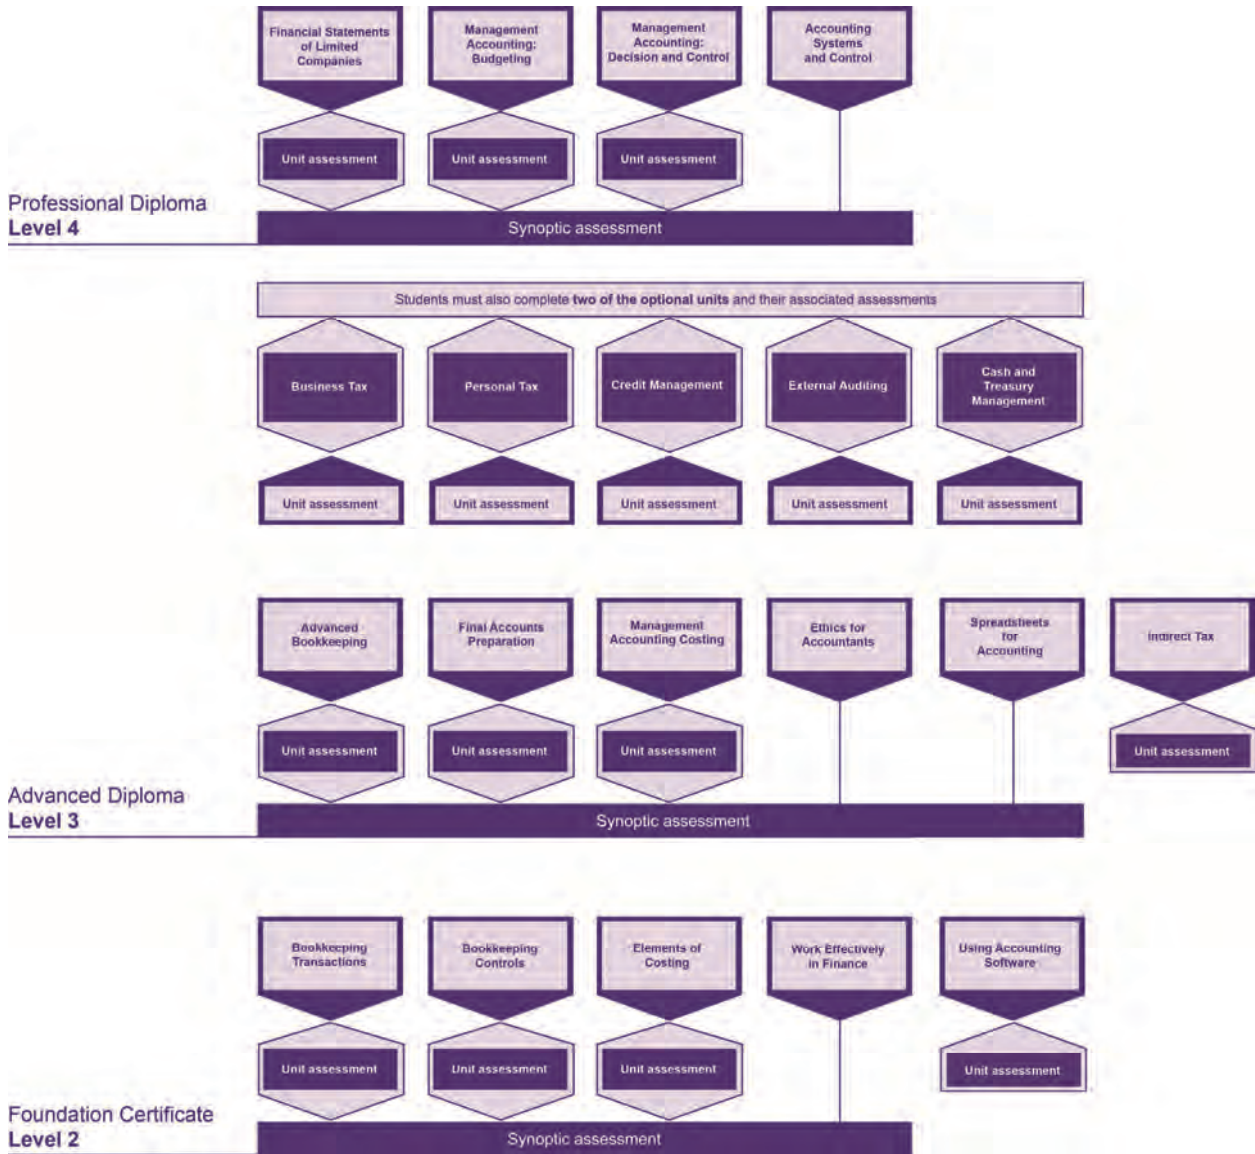 Financial Statements
of Limited
Companies
Management
Accounting:
Budgeting
Management
Accounting:
Decision and Control
Accounting
Systems
and Control
Unit assessment
Unit assessment
Unit assessment
Professional Diploma
Level 4
Synoptic assessment
Students must also complete two of the optional units and their associated assessments
Business Tax
Personal Tax
Credit Management
External Auditing
Cash and
Treasury
Management
Unit assessment
Unit assessment
Unit assessment
Unit assessment
Unit assessment
Advanced
Bookkeeping
Final Accounts
Preparation
Management
Accounting Costing
Ethics for
Accountants
Spreadsheets
for
Accounting
Indirect Tax
Unit assessment
Unit assessment
Unit assessment
Unit assessment
Advanced Diploma
Level 3
Synoptic assessment
Bookkeeping
Transactions
Bookkeeping
Controls
Elements of
Costing
Work Effectively
in Finance
Using Accounting
Software
Unit assessment
Unit assessment
Unit assessment
Unit assessment
Foundation Certificate
Level 2
Synoptic assessment